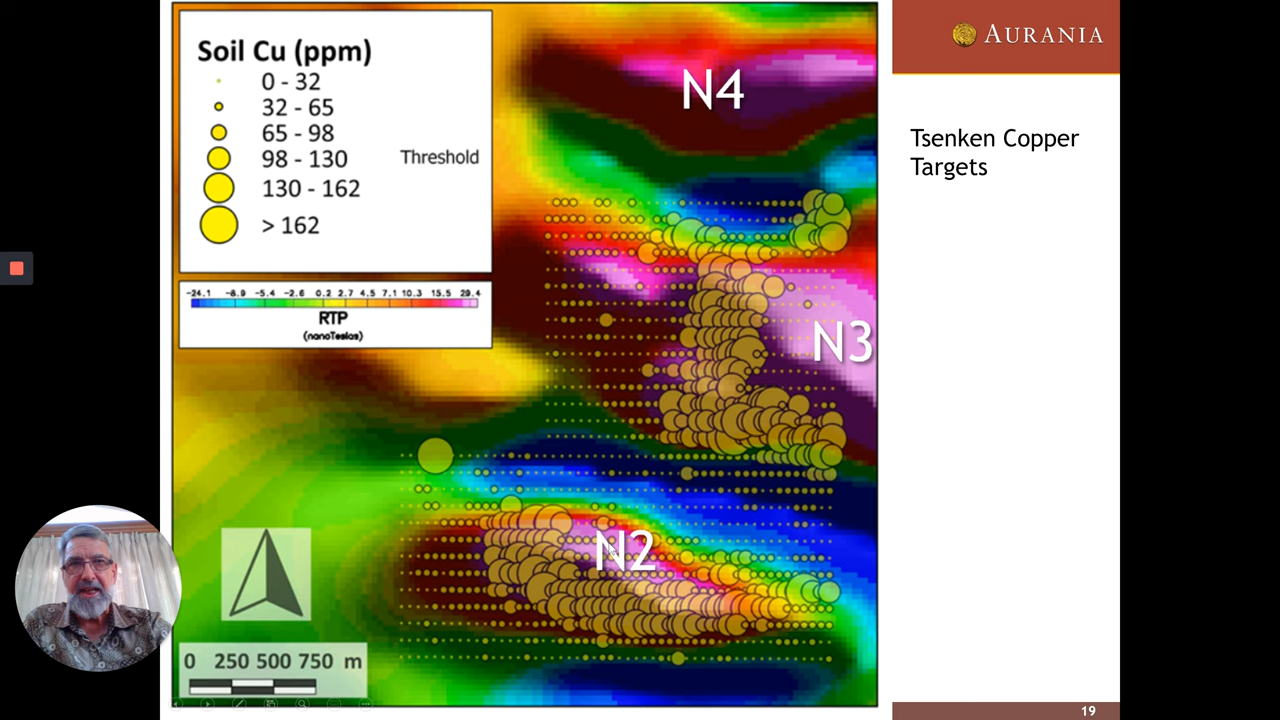 Soil Cu (ppm)
0 - 32
32 - 65
65 - 98
98 - 130 Threshold
130 - 162
> 162
-24.1 -8.9 -5.4 -2.6 0.2 2.7 4.5 7.1 10.3 15.5 29.4
RTP
(nanoTeslas)
N4
N3
N2
0 250 500 750 m
AURANIA
Tsenken Copper
Targets
19